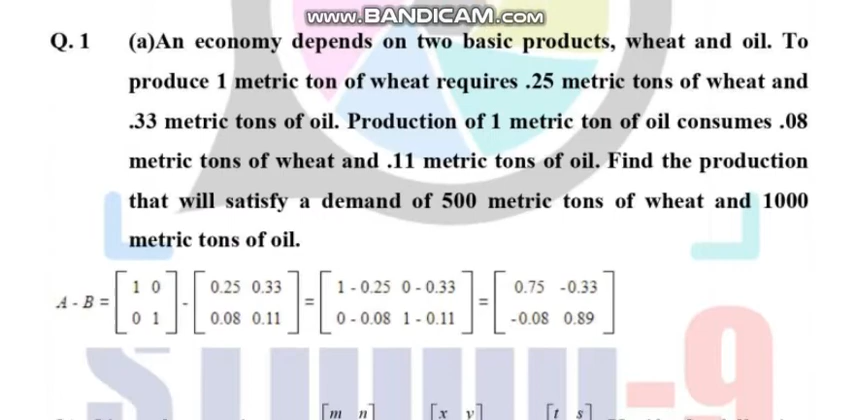 www.BANDICAM.com
Q. 1 (a)An economy depends on two basic products, wheat and oil. To
produce 1 metric ton of wheat requires .25 metric tons of wheat and
.33 metric tons of oil. Production of 1 metric ton of oil consumes .08
metric tons of wheat and .11 metric tons of oil. Find the production
that will satisfy a demand of 500 metric tons of wheat and 1000
metric tons of oil.
A - B = [1 0; 0 1] - [0.25 0.33; 0.08 0.11] = [1 - 0.25 0 - 0.33; 0 - 0.08 1 - 0.11] = [0.75 -0.33; -0.08 0.89]
[m n] [x y] [t s]